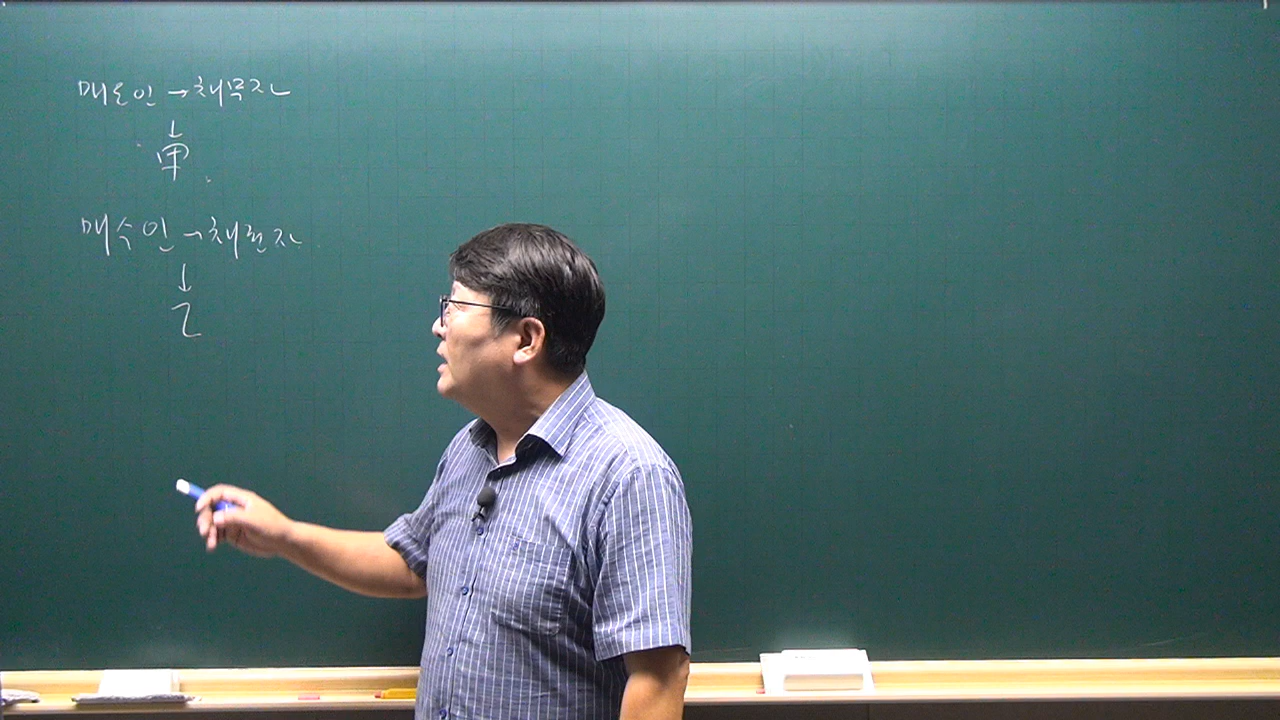 매도인 → 채무자
↓
甲
매수인 → 채권자
↓
乙